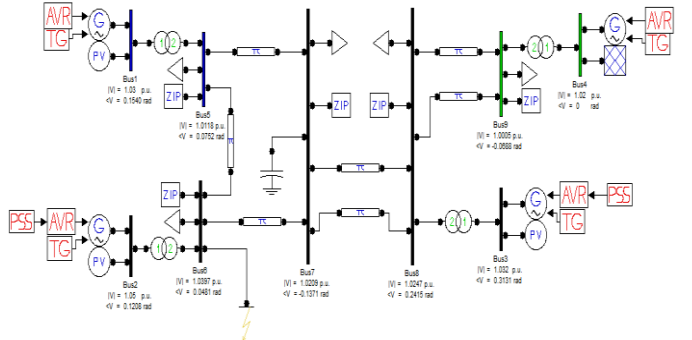 AVR
TG
G
PV
1 2
π
ZIP
Bus1
|V| = 1.03 p.u.
<V = 0.1540 rad
Bus5
|V| = 1.0118 p.u.
<V = 0.0752 rad
π
ZIP
ZIP
π
π
2 1
ZIP
Bus9
|V| = 1.0005 p.u.
<V = -0.0688 rad
Bus4
|V| = 1.02 p.u.
<V = 0 rad
G
AVR
TG
PSS
AVR
TG
G
PV
1 2
ZIP
π
π
π
2 1
G
PV
AVR
TG
PSS
Bus2
|V| = 1.05 p.u.
<V = 0.1208 rad
Bus6
|V| = 1.0397 p.u.
<V = 0.0481 rad
Bus7
|V| = 1.0209 p.u.
<V = -0.1371 rad
Bus8
|V| = 1.0247 p.u.
<V = 0.2415 rad
Bus3
|V| = 1.032 p.u.
<V = 0.3131 rad